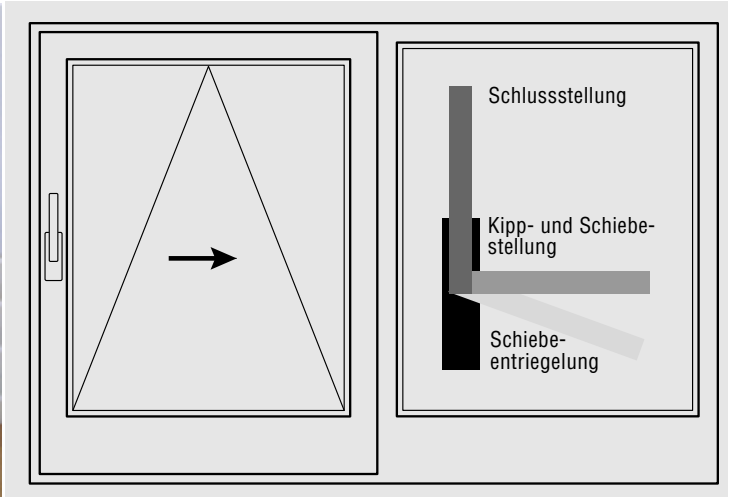 Schlussstellung
Kipp- und Schiebe-
stellung
Schiebe-
entriegelung